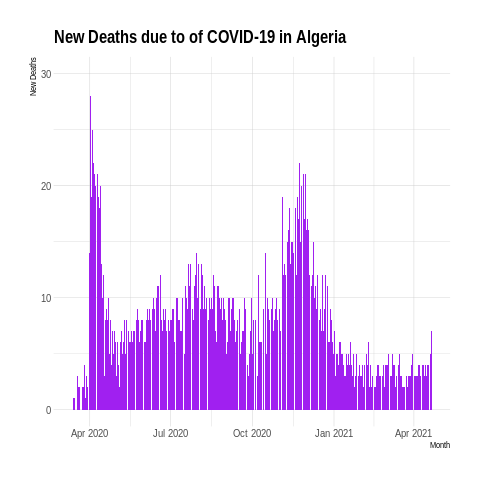 New Deaths due to of COVID-19 in Algeria
New Deaths
30
20
10
0
Apr 2020
Jul 2020
Oct 2020
Jan 2021
Apr 2021
Month